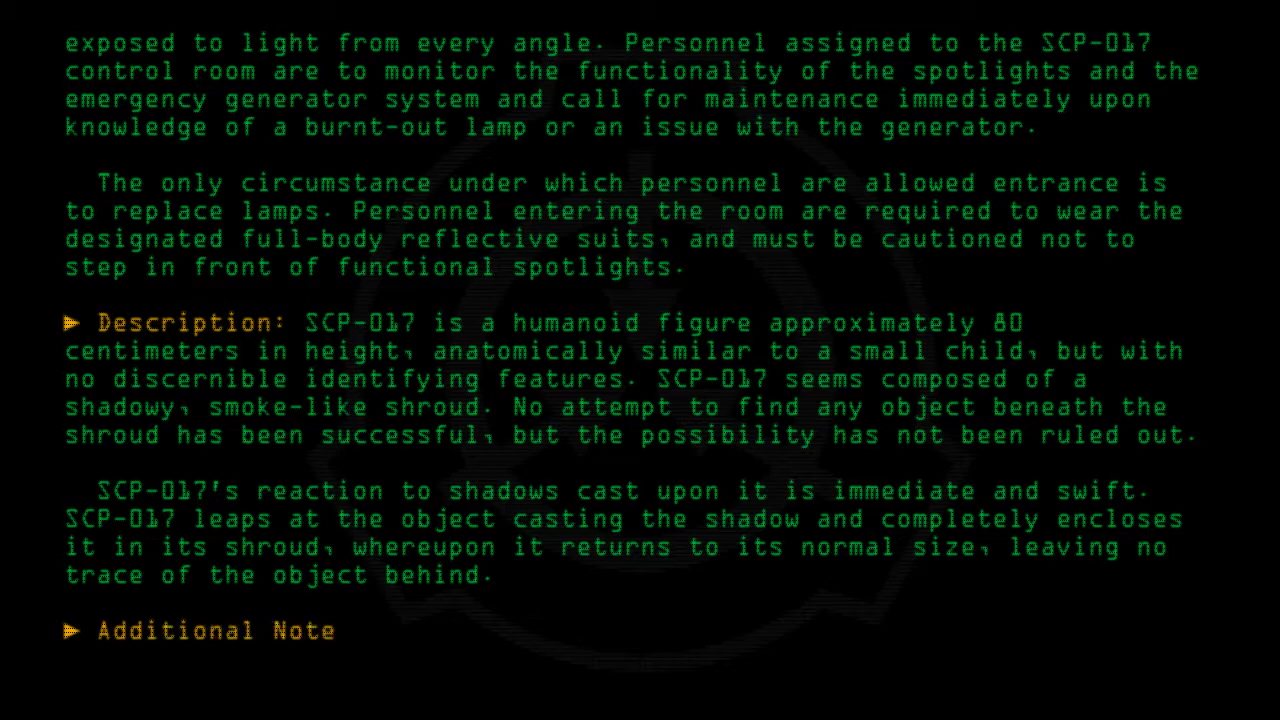 exposed to light from every angle. Personnel assigned to the SCP-017
control room are to monitor the functionality of the spotlights and the
emergency generator system and call for maintenance immediately upon
knowledge of a burnt-out lamp or an issue with the generator.
The only circumstance under which personnel are allowed entrance is
to replace lamps. Personnel entering the room are required to wear the
designated full-body reflective suits, and must be cautioned not to
step in front of functional spotlights.
► Description: SCP-017 is a humanoid figure approximately 80
centimeters in height, anatomically similar to a small child, but with
no discernible identifying features. SCP-017 seems composed of a
shadowy, smoke-like shroud. No attempt to find any object beneath the
shroud has been successful, but the possibility has not been ruled out.
SCP-017's reaction to shadows cast upon it is immediate and swift.
SCP-017 leaps at the object casting the shadow and completely encloses
it in its shroud, whereupon it returns to its normal size, leaving no
trace of the object behind.
► Additional Note